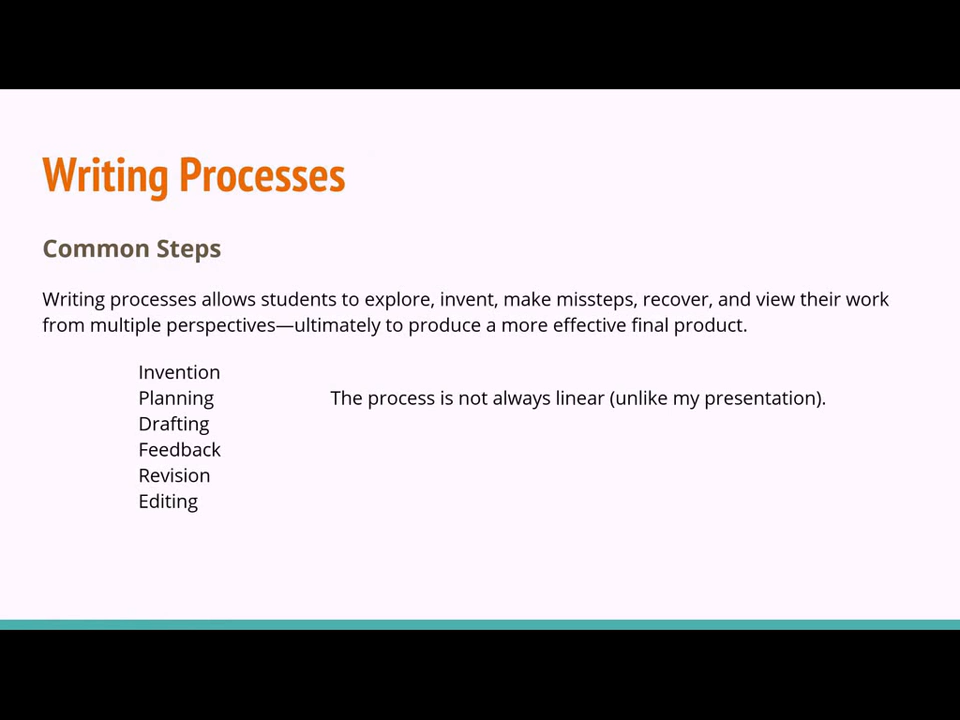 Writing Processes
Common Steps
Writing processes allows students to explore, invent, make missteps, recover, and view their work
from multiple perspectives—ultimately to produce a more effective final product.
Invention
Planning
The process is not always linear (unlike my presentation).
Drafting
Feedback
Revision
Editing